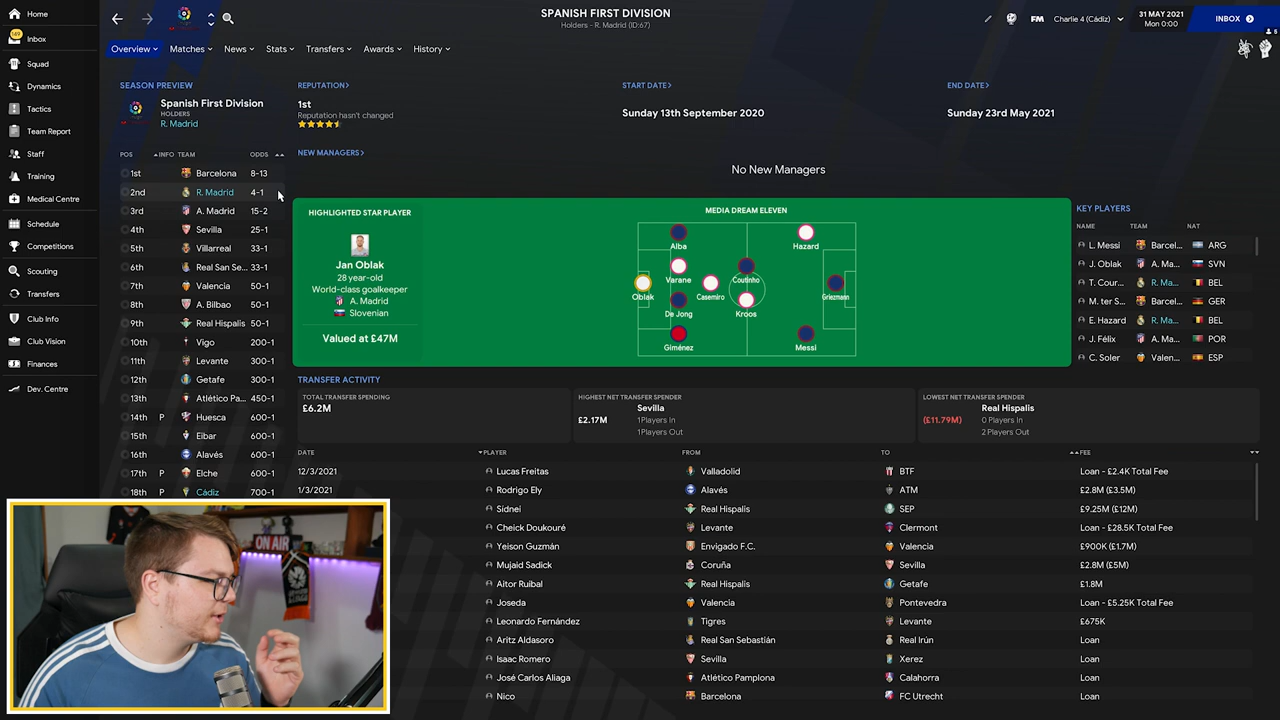 Home
Inbox
Squad
Dynamics
Tactics
Team Report
Staff
Training
Medical Centre
Schedule
Competitions
Scouting
Transfers
Club Info
Club Vision
Finances
Dev. Centre
SPANISH FIRST DIVISION
Holders - R. Madrid (ID:67)
FM
Charlie 4 (Cádiz)
31 MAY 2021
Mon 0:00
INBOX
Overview
Matches
News
Stats
Transfers
Awards
History
SEASON PREVIEW
Spanish First Division
HOLDERS
R. Madrid
REPUTATION>
1st
Reputation hasn't changed
START DATE>
Sunday 13th September 2020
END DATE>
Sunday 23rd May 2021
NEW MANAGERS>
No New Managers
POS INFO TEAM ODDS
1st Barcelona 8-13
2nd R. Madrid 4-1
3rd A. Madrid 15-2
4th Sevilla 25-1
5th Villarreal 33-1
6th Real San Se... 33-1
7th Valencia 50-1
8th A. Bilbao 50-1
9th Real Hispalis 50-1
10th Vigo 200-1
11th Levante 300-1
12th Getafe 300-1
13th Atlético Pa... 450-1
14th P Huesca 600-1
15th Eibar 600-1
16th Alavés 600-1
17th P Elche 600-1
18th P Cádiz 700-1
HIGHLIGHTED STAR PLAYER
Jan Oblak
28 year-old
World-class goalkeeper
A. Madrid
Slovenian
Valued at £47M
MEDIA DREAM ELEVEN
Alba
Hazard
Varane
Coutinho
Oblak
Casemiro
Griezmann
De Jong
Kroos
Giménez
Messi
KEY PLAYERS
NAME TEAM NAT
L. Messi Barcel... ARG
J. Oblak A. Ma... SVN
T. Cour... R. Ma... BEL
M. ter S... Barcel... GER
E. Hazard R. Ma... BEL
J. Félix A. Ma... POR
C. Soler Valen... ESP
TRANSFER ACTIVITY
TOTAL TRANSFER SPENDING
£6.2M
HIGHEST NET TRANSFER SPENDER
£2.17M
Sevilla
1 Players In
1 Players Out
LOWEST NET TRANSFER SPENDER
(£11.79M)
Real Hispalis
0 Players In
2 Players Out
DATE PLAYER FROM TO FEE
12/3/2021 Lucas Freitas Valladolid BTF Loan - £2.4K Total Fee
1/3/2021 Rodrigo Ely Alavés ATM £2.8M (£3.5M)
Sidnei Real Hispalis SEP £9.25M (£12M)
Cheick Doukouré Levante Clermont Loan - £28.5K Total Fee
Yeison Guzmán Envigado F.C. Valencia £900K (£1.7M)
Mujaid Sadick Coruña Sevilla £2.8M (£5M)
Aitor Ruibal Real Hispalis Getafe £1.8M
Joseda Valencia Pontevedra Loan - £5.25K Total Fee
Leonardo Fernández Tigres Levante £675K
Aritz Aldasoro Real San Sebastián Real Irún Loan
Isaac Romero Sevilla Xerez Loan
José Carlos Aliaga Atlético Pamplona Calahorra Loan
Nico Barcelona FC Utrecht Loan
ON AIR